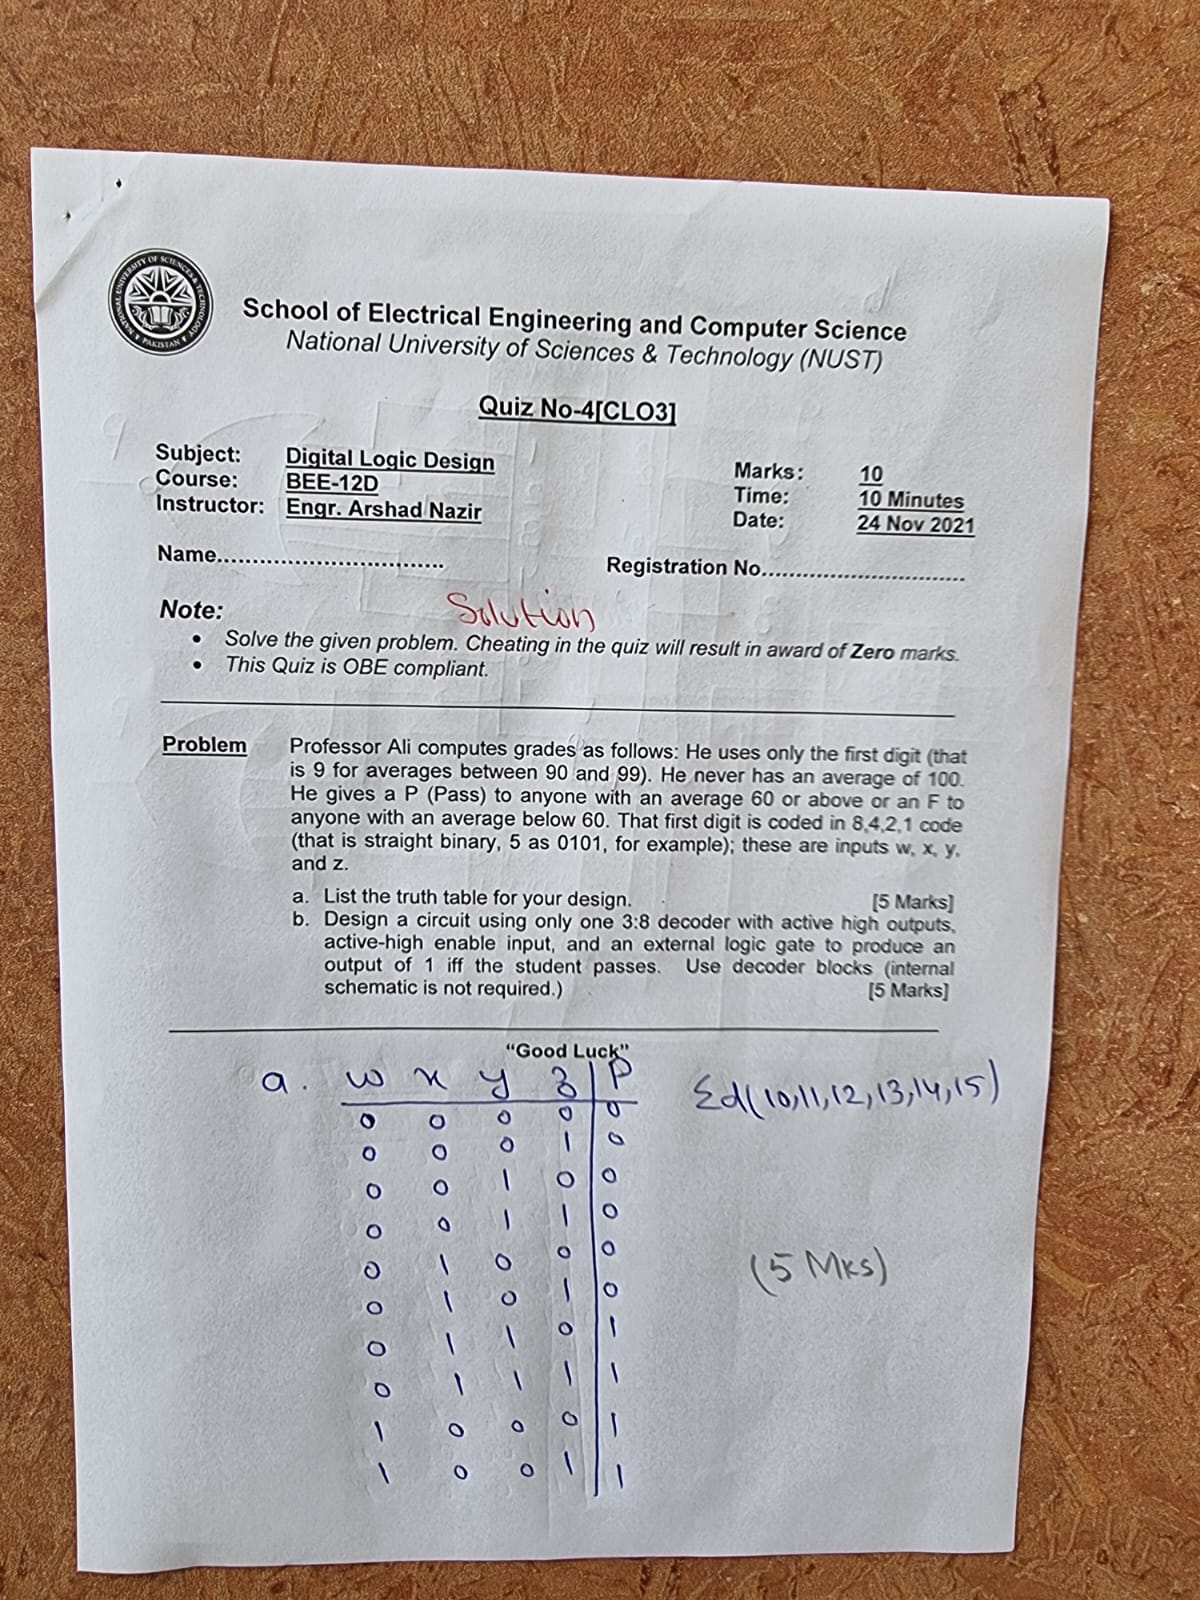 NATIONAL UNIVERSITY OF SCIENCES & TECHNOLOGY
PAKISTAN
School of Electrical Engineering and Computer Science
National University of Sciences & Technology (NUST)
Quiz No-4[CLO3]
Subject: Digital Logic Design Marks: 10
Course: BEE-12D Time: 10 Minutes
Instructor: Engr. Arshad Nazir Date: 24 Nov 2021
Name................................ Registration No..............................
Solution
Note:
• Solve the given problem. Cheating in the quiz will result in award of Zero marks.
• This Quiz is OBE compliant.
Problem Professor Ali computes grades as follows: He uses only the first digit (that
is 9 for averages between 90 and 99). He never has an average of 100.
He gives a P (Pass) to anyone with an average 60 or above or an F to
anyone with an average below 60. That first digit is coded in 8,4,2,1 code
(that is straight binary, 5 as 0101, for example); these are inputs w, x, y,
and z.
a. List the truth table for your design. [5 Marks]
b. Design a circuit using only one 3:8 decoder with active high outputs,
active-high enable input, and an external logic gate to produce an
output of 1 iff the student passes. Use decoder blocks (internal
schematic is not required.) [5 Marks]
“Good Luck”
a. w x y z P Σd(10,11,12,13,14,15)
0 0 0 0 0
0 0 0 1 0
0 0 1 0 0
0 0 1 1 0
0 1 0 0 0 (5 Mks)
0 1 0 1 0
0 1 1 0 1
0 1 1 1 1
1 0 0 0 1
1 0 0 1 1